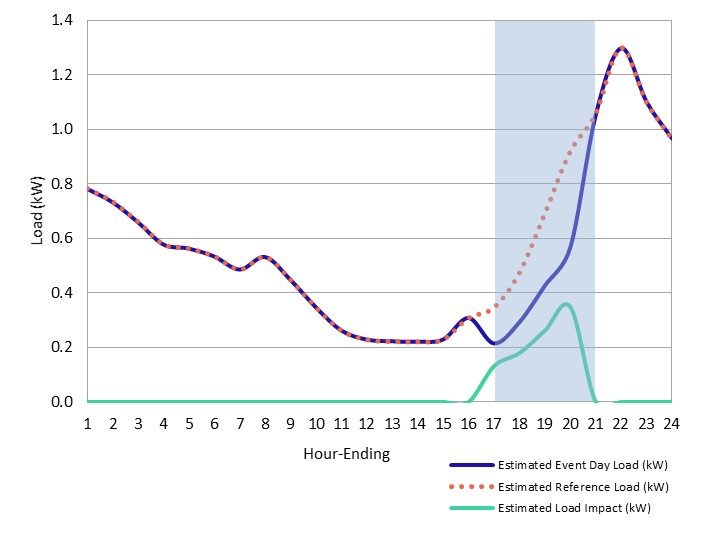 1.4
1.2
1.0
0.8
0.6
0.4
0.2
0.0
Load (kW)
1 2 3 4 5 6 7 8 9 10 11 12 13 14 15 16 17 18 19 20 21 22 23 24
Hour-Ending
Estimated Event Day Load (kW)
Estimated Reference Load (kW)
Estimated Load Impact (kW)